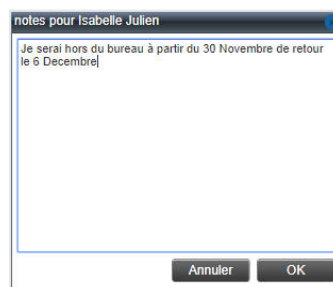 notes pour Isabelle Julien
Je serai hors du bureau à partir du 30 Novembre de retour
le 6 Decembre
Annuler
OK